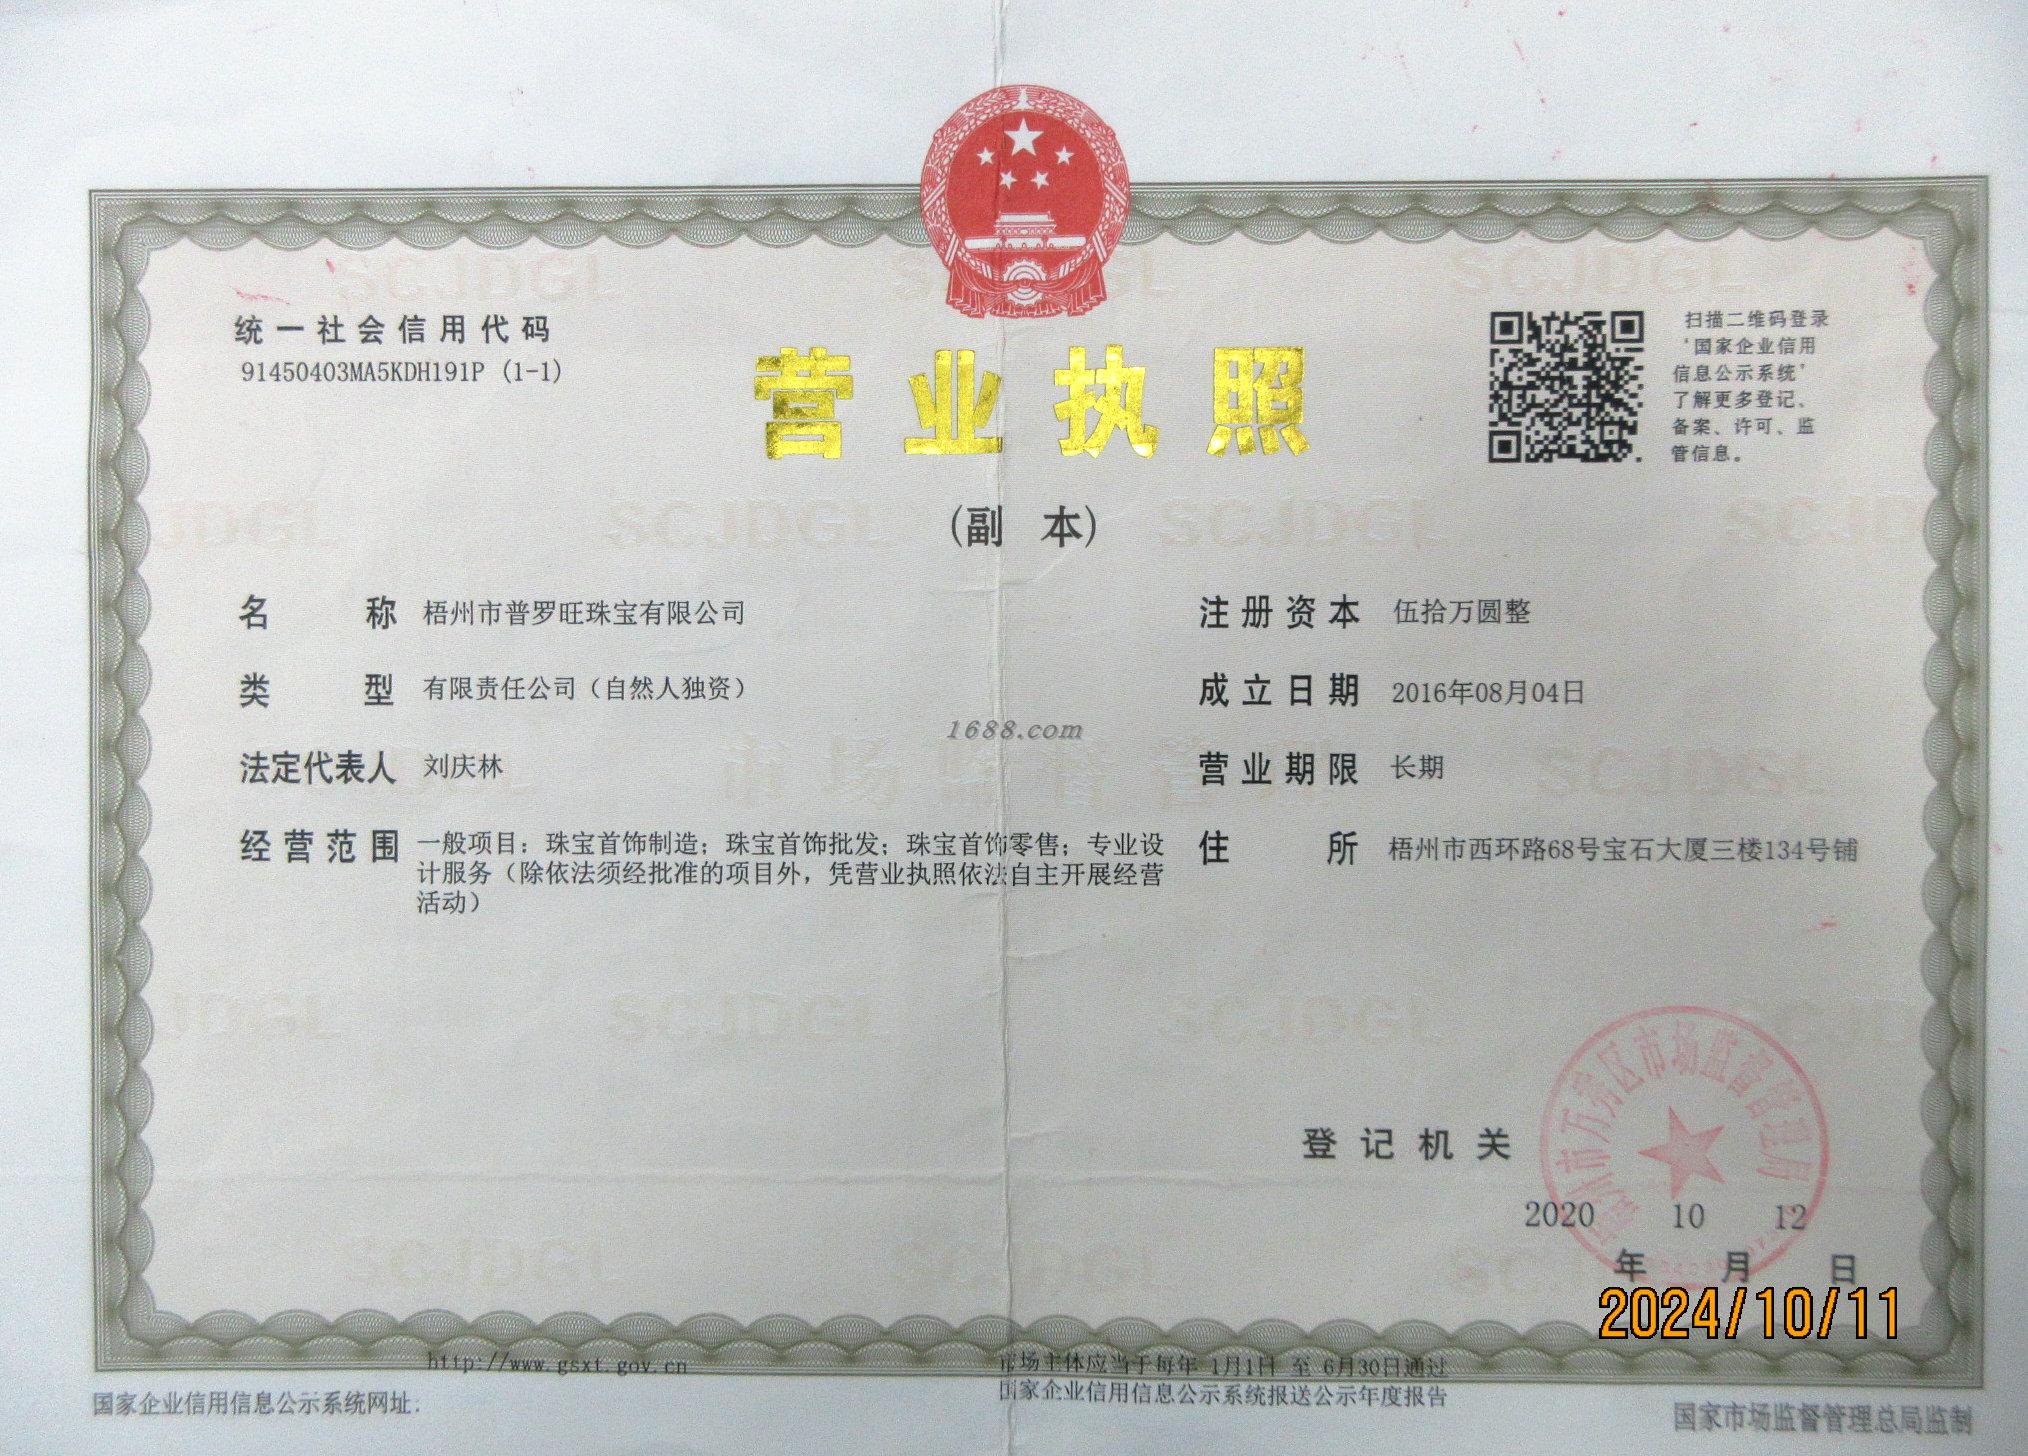 统一社会信用代码
91450403MA5KDH191P (1-1)
营业执照
(副 本)
扫描二维码登录
'国家企业信用
信息公示系统'
了解更多登记、
备案、许可、监
管信息。
名 称 梧州市普罗旺珠宝有限公司
类 型 有限责任公司（自然人独资）
法定代表人 刘庆林
经营范围 一般项目：珠宝首饰制造；珠宝首饰批发；珠宝首饰零售；专业设
计服务（除依法须经批准的项目外，凭营业执照依法自主开展经营
活动）
注册资本 伍拾万圆整
成立日期 2016年08月04日
营业期限 长期
住 所 梧州市西环路68号宝石大厦三楼134号铺
1688.com
登记机关
梧州市万秀区市场监督管理局
2020 10 12
年 月 日
2024/10/11
http://www.gsxt.gov.cn
国家企业信用信息公示系统网址：
市场主体应当于每年 1月1日 至 6月30日通过
国家企业信用信息公示系统报送公示年度报告
国家市场监督管理总局监制